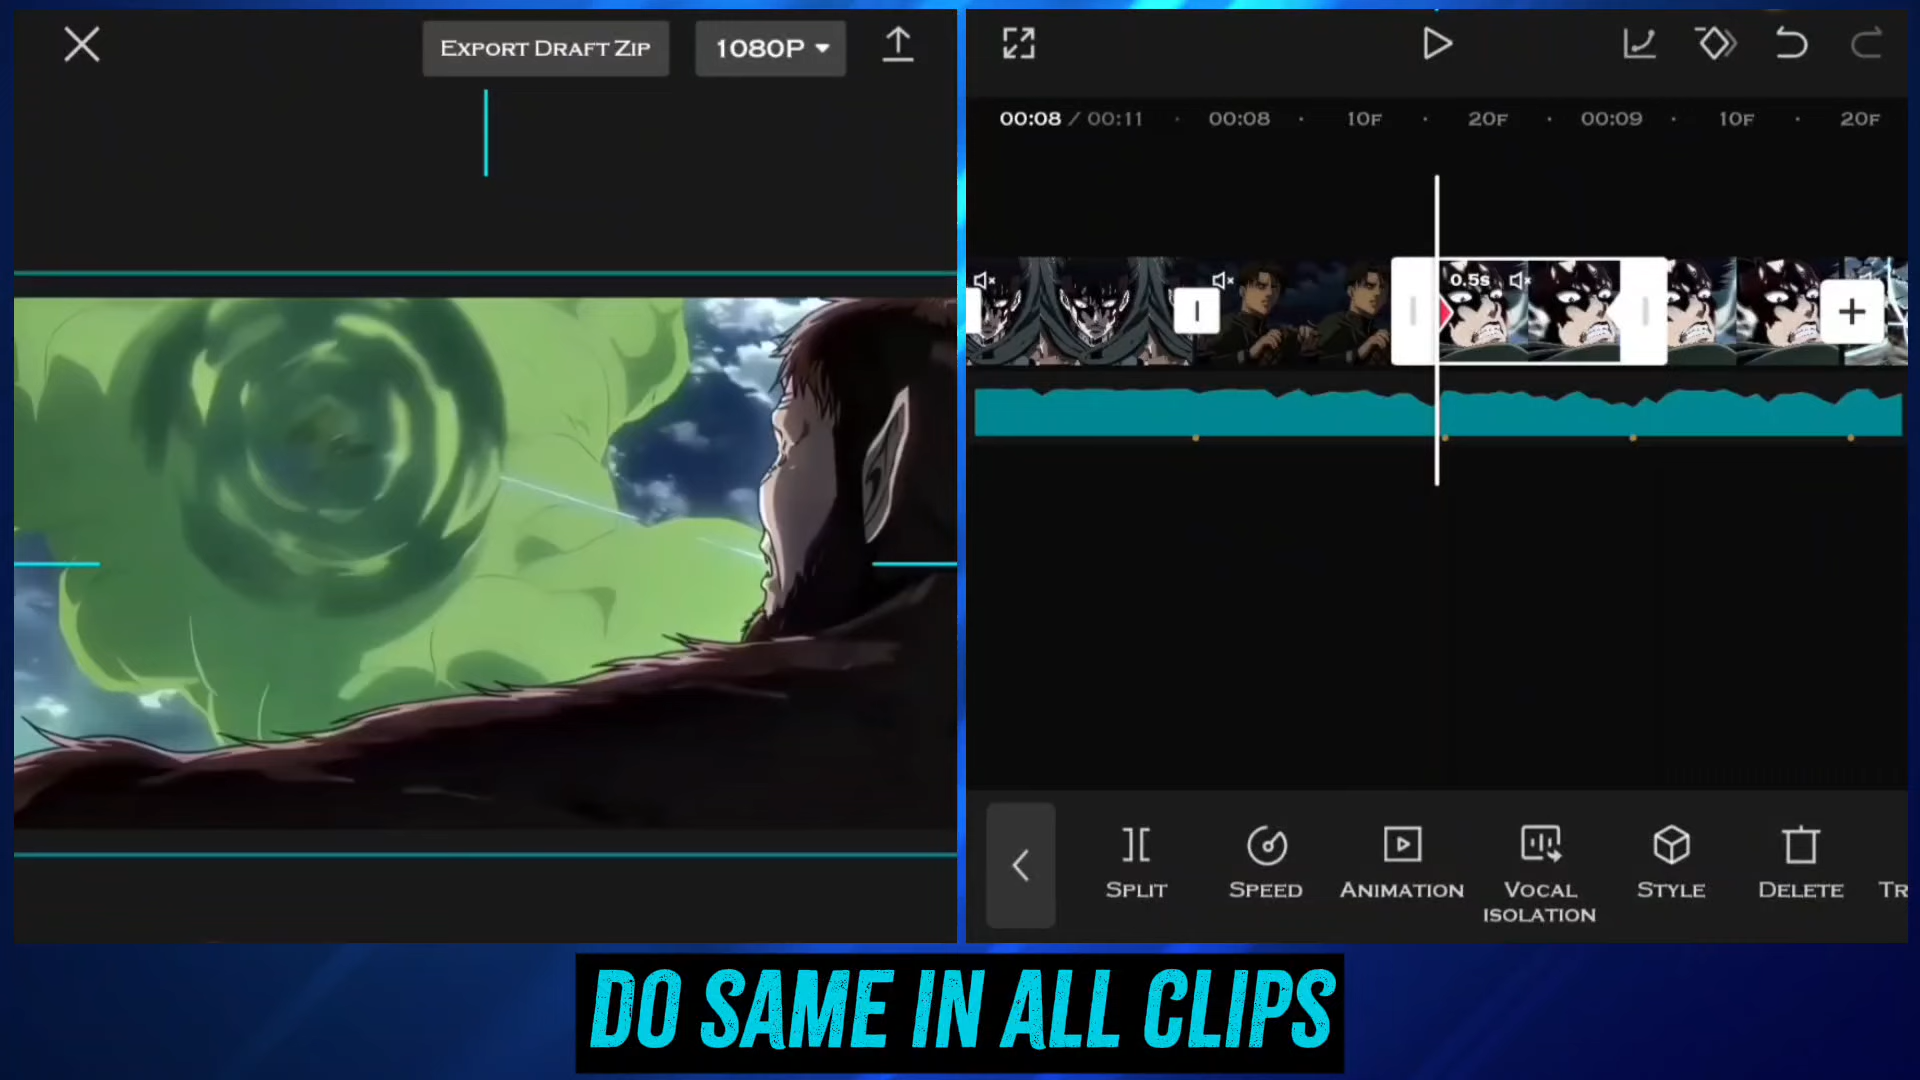 Export Draft Zip
1080P
00:08 / 00:11
00:08
10F
20F
00:09
10F
20F
0.5s
Split
Speed
Animation
Vocal
isolation
Style
Delete
Tr
DO SAME IN ALL CLIPS